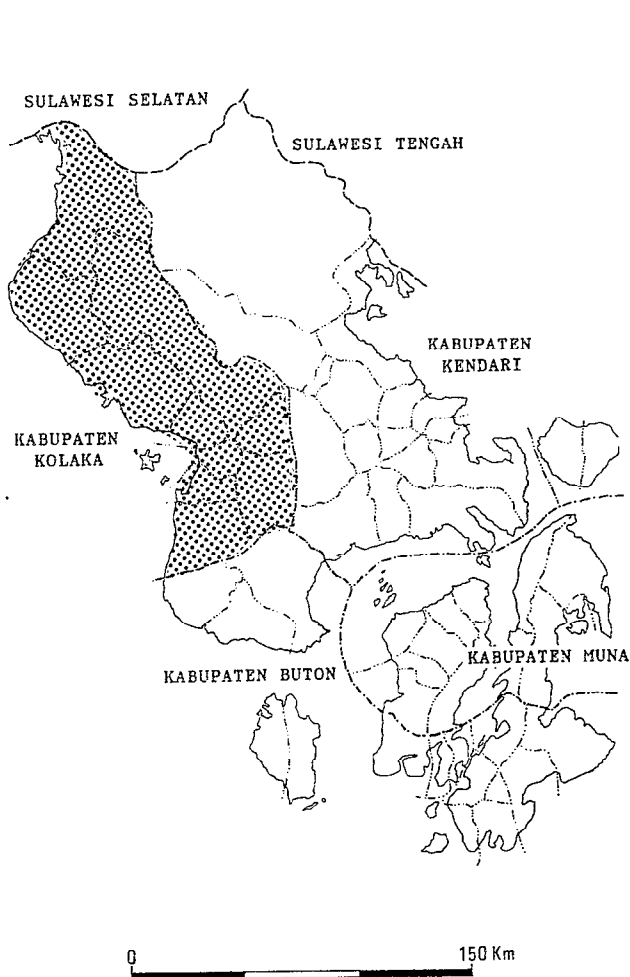 SULAWESI SELATAN
SULAWESI TENGAH
KABUPATEN
KENDARI
KABUPATEN
KOLAKA
KABUPATEN BUTON
KABUPATEN MUNA
0
150 Km